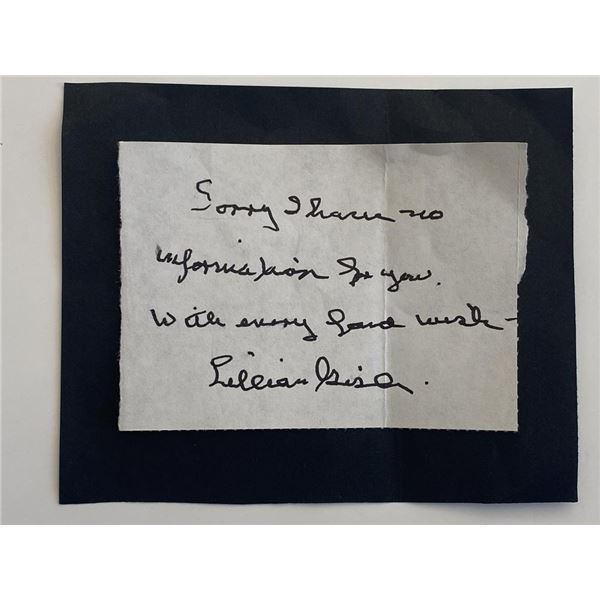 Sorry I have no
information for you.
With every good wish -
Lillian Gish.